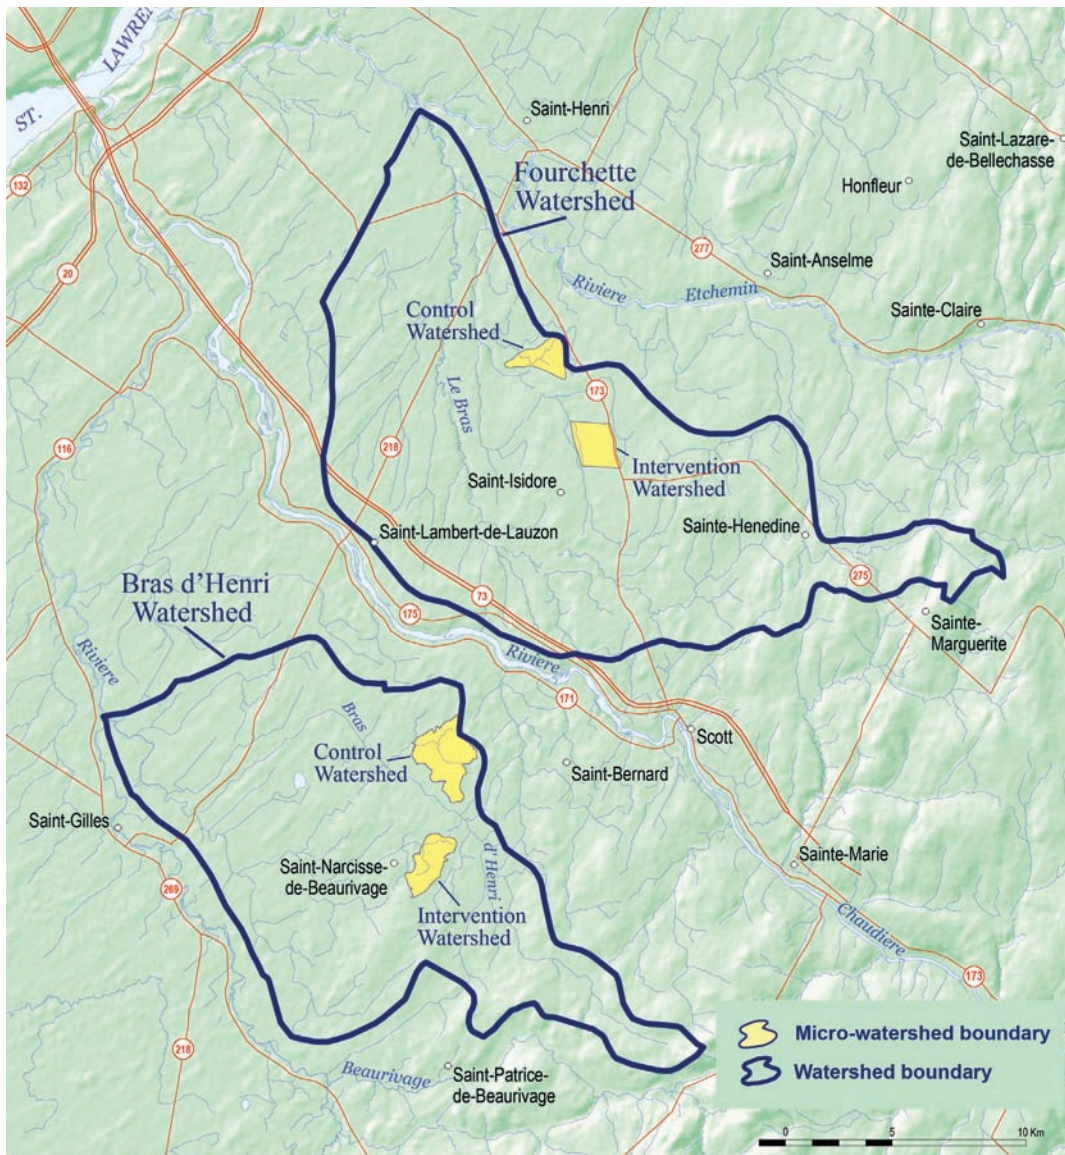 ST. LAWREN
Saint-Henri
Saint-Lazare-
de-Bellechasse
Fourchette
Watershed
Honfleur
132
277
Saint-Anselme
20
Riviere Etchemin
Sainte-Claire
Control
Watershed
Le Bras
173
116
218
Intervention
Watershed
Saint-Isidore
Sainte-Henedine
Saint-Lambert-de-Lauzon
275
Bras d'Henri
Watershed
73
175
Sainte-
Marguerite
Riviere
Riviere
171
Bras
Scott
Control
Watershed
Saint-Bernard
Saint-Gilles
d'Henri
Sainte-Marie
Saint-Narcisse-
de-Beaurivage
269
Intervention
Watershed
Chaudiere
173
Micro-watershed boundary
218
Beaurivage
Saint-Patrice-
de-Beaurivage
Watershed boundary
0 5 10 Km